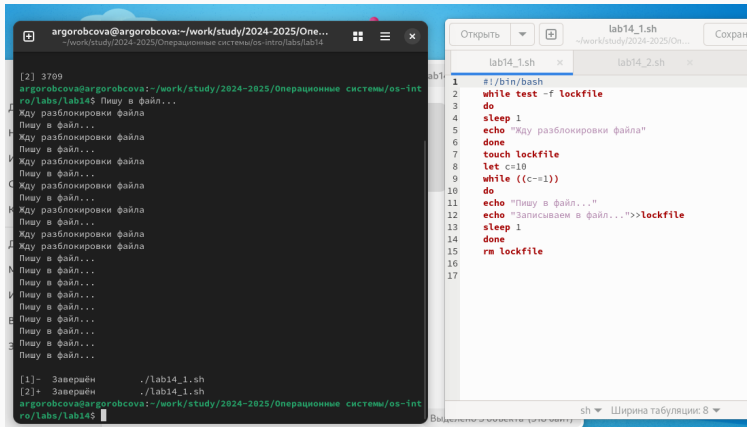 argorobcova@argorobcova:~/work/study/2024-2025/Опе...
~/work/study/2024-2025/Операционные системы/os-intro/labs/lab14
[2] 3709
argorobcova@argorobcova:~/work/study/2024-2025/Операционные системы/os-int
ro/labs/lab14$ Пишу в файл...
Жду разблокировки файла
Пишу в файл...
Жду разблокировки файла
Пишу в файл...
Жду разблокировки файла
Пишу в файл...
Жду разблокировки файла
Пишу в файл...
Жду разблокировки файла
Пишу в файл...
Жду разблокировки файла
Жду разблокировки файла
Пишу в файл...
Пишу в файл...
Пишу в файл...
Пишу в файл...
Пишу в файл...
Пишу в файл...
Пишу в файл...
Пишу в файл...
Пишу в файл...
[1]- Завершён ./lab14_1.sh
[2]+ Завершён ./lab14_1.sh
argorobcova@argorobcova:~/work/study/2024-2025/Операционные системы/os-int
ro/labs/lab14$
Открыть
lab14_1.sh
~/work/study/2024-2025/Оп...
Сохран
lab14_1.sh
lab14_2.sh
1 #!/bin/bash
2 while test -f lockfile
3 do
4 sleep 1
5 echo "Жду разблокировки файла"
6 done
7 touch lockfile
8 let c=10
9 while ((c-=1))
10 do
11 echo "Пишу в файл..."
12 echo "Записываем в файл...">>lockfile
13 sleep 1
14 done
15 rm lockfile
16
17
sh
Ширина табуляции: 8